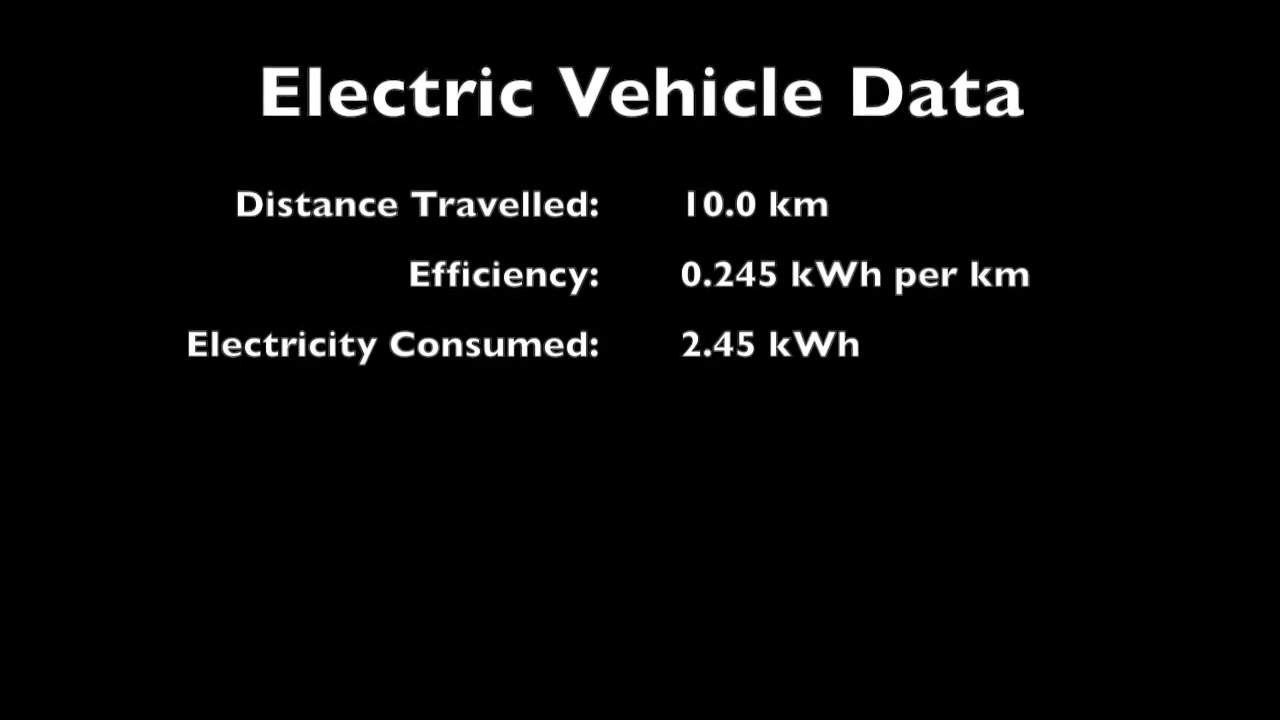 Electric Vehicle Data
Distance Travelled: 10.0 km
Efficiency: 0.245 kWh per km
Electricity Consumed: 2.45 kWh